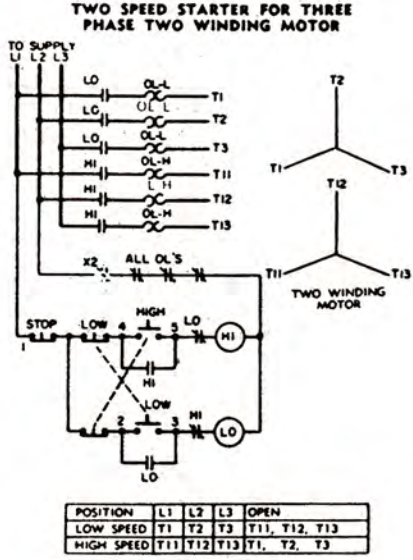 TWO SPEED STARTER FOR THREE
PHASE TWO WINDING MOTOR
TO SUPPLY
L1 L2 L3
LO OL-L T1
LO OL L T2
LO OL-L T3
HI OL-H T11
HI L H T12
HI OL-H T13
T2
T1 T3
T12
T11 T13
TWO WINDING
MOTOR
X2 ALL OL'S
HIGH
STOP LOW 4 5 LO HI
1
HI
LOW
2 3 HI LO
LO
POSITION L1 L2 L3 OPEN
LOW SPEED T1 T2 T3 T11, T12, T13
HIGH SPEED T11 T12 T13 T1, T2, T3